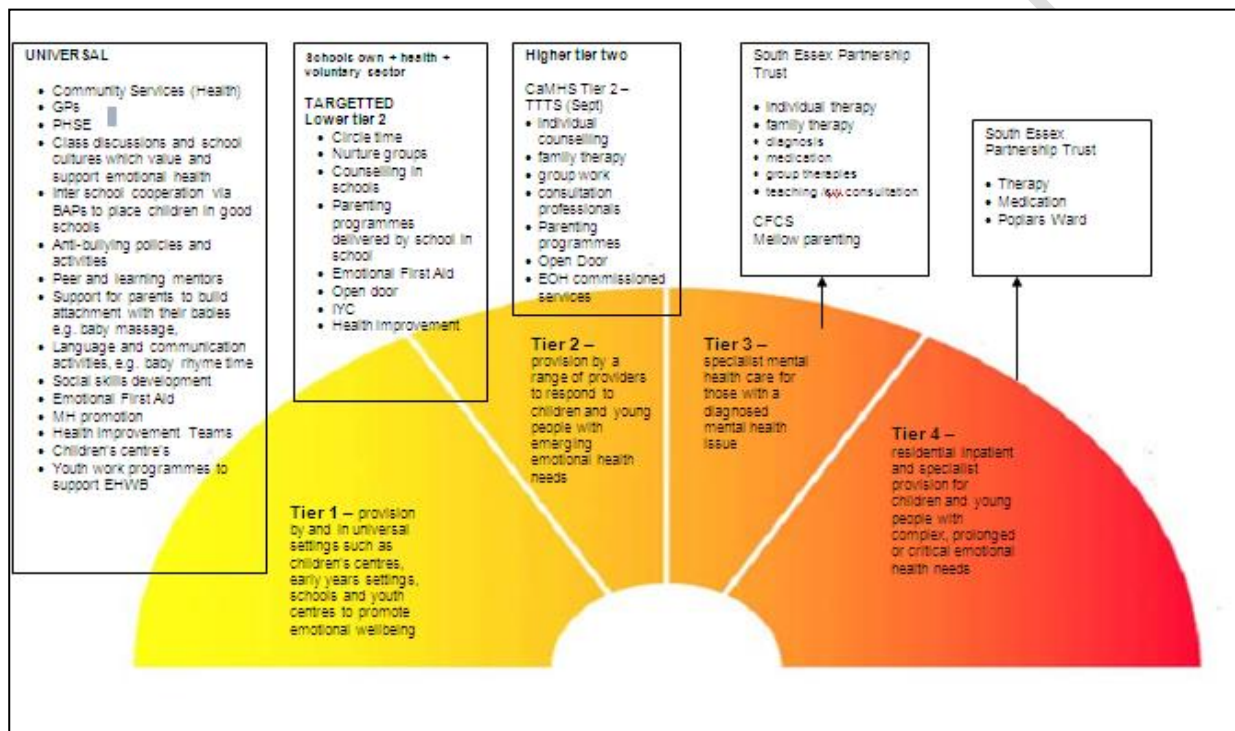 UNIVERSAL
• Community Services (Health)
• GPs
• PHSE
• Class discussions and school
cultures which value and
support emotional health
• Inter school cooperation via
BAPs to place children in good
schools
• Anti-bullying policies and
activities
• Peer and learning mentors
• Support for parents to build
attachment with their babies
e.g. baby massage,
• Language and communication
activities, e.g. baby rhyme time
• Social skills development
• Emotional First Aid
• MH promotion
• Health Improvement Teams
• Children's centre's
• Youth work programmes to
support EHWB
Schools own + health +
voluntary sector
TARGETTED
Lower tier 2
• Circle time
• Nurture groups
• Counselling in
schools
• Parenting
programmes
delivered by school in
school
• Emotional First Aid
• Open door
• IYC
• Health Improvement
Higher tier two
CaMHS Tier 2 –
TTTS (Sept)
• Individual
counselling
• family therapy
• group work
• consultation
professionals
• Parenting
programmes
• Open Door
• EOH commissioned
services
South Essex Partnership
Trust
• individual therapy
• family therapy
• diagnosis
• medication
• group therapies
• teaching consultation
CFCS
Mellow parenting
South Essex
Partnership Trust
• Therapy
• Medication
• Poplars Ward
Tier 1 – provision
by and in universal
settings such as
children's centres,
early years settings,
schools and youth
centres to promote
emotional wellbeing
Tier 2 –
provision by a
range of providers
to respond to
children and young
people with
emerging
emotional health
needs
Tier 3 –
specialist mental
health care for
those with a
diagnosed
mental health
issue
Tier 4 –
residential inpatient
and specialist
provision for
children and young
people with
complex, prolonged
or critical emotional
health needs